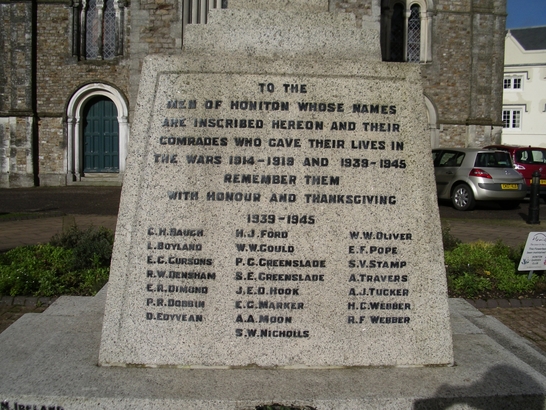 TO THE
MEN OF HONITON WHOSE NAMES
ARE INSCRIBED HEREON AND THEIR
COMRADES WHO GAVE THEIR LIVES IN
THE WARS 1914-1919 AND 1939-1945
REMEMBER THEM
WITH HONOUR AND THANKSGIVING
1939-1945
C.H.BAUGH
L.BOYLAND
E.C.CURSONS
R.W.DENSHAM
E.R.DIMOND
P.R.DOBBIN
D.EDYVEAN
H.J.FORD
W.W.GOULD
P.C.GREENSLADE
S.E.GREENSLADE
J.E.O.HOOK
E.G.MARKER
A.A.MOON
S.W.NICHOLLS
W.W.OLIVER
E.F.POPE
S.V.STAMP
A.TRAVERS
A.J.TUCKER
H.C.WEBBER
R.F.WEBBER
IRELAND